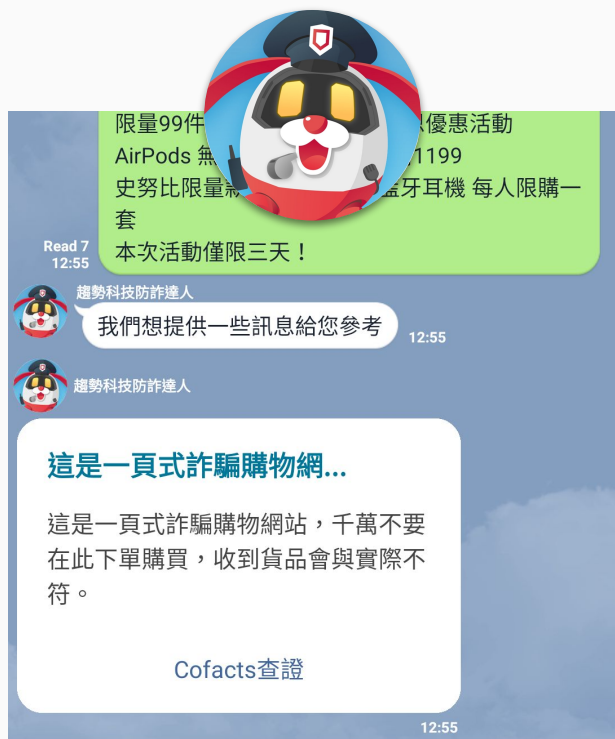 限量99件 優惠活動
AirPods 無 1199
史努比限量 藍牙耳機 每人限購一
套
本次活動僅限三天！
Read 7
12:55
趨勢科技防詐達人
我們想提供一些訊息給您參考
12:55
趨勢科技防詐達人
這是一頁式詐騙購物網...
這是一頁式詐騙購物網站，千萬不要
在此下單購買，收到貨品會與實際不
符。
Cofacts查證
12:55